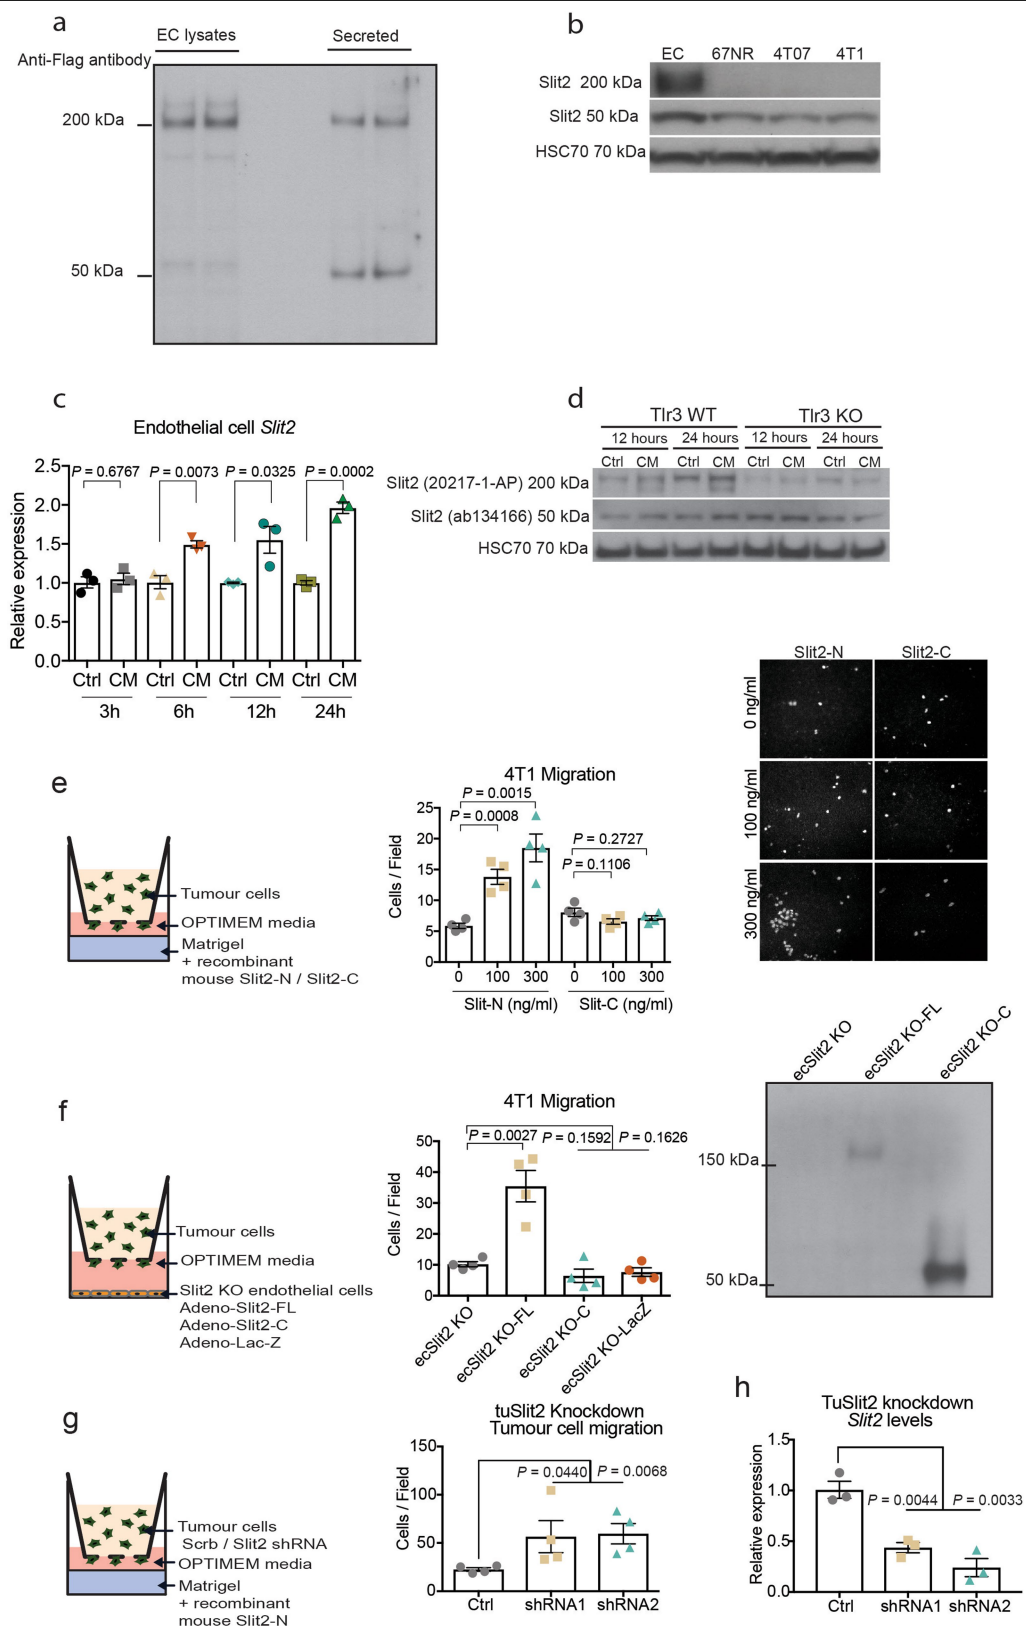 a
EC lysates
Secreted
Anti-Flag antibody
200 kDa
50 kDa
b
EC 67NR 4T07 4T1
Slit2 200 kDa
Slit2 50 kDa
HSC70 70 kDa
c
Endothelial cell Slit2
P = 0.6767 P = 0.0073 P = 0.0325 P = 0.0002
Relative expression
2.5
2.0
1.5
1.0
0.5
0.0
Ctrl CM Ctrl CM Ctrl CM Ctrl CM
3h 6h 12h 24h
d
Tlr3 WT Tlr3 KO
12 hours 24 hours 12 hours 24 hours
Ctrl CM Ctrl CM Ctrl CM Ctrl CM
Slit2 (20217-1-AP) 200 kDa
Slit2 (ab134166) 50 kDa
HSC70 70 kDa
e
Tumour cells
OPTIMEM media
Matrigel
+ recombinant
mouse Slit2-N / Slit2-C
4T1 Migration
P = 0.0015
P = 0.0008
P = 0.2727
P = 0.1106
Cells / Field
25
20
15
10
5
0
0 100 300 0 100 300
Slit-N (ng/ml) Slit-C (ng/ml)
Slit2-N Slit2-C
0 ng/ml
100 ng/ml
300 ng/ml
f
Tumour cells
OPTIMEM media
Slit2 KO endothelial cells
Adeno-Slit2-FL
Adeno-Slit2-C
Adeno-Lac-Z
4T1 Migration
P = 0.0027 P = 0.1592 P = 0.1626
Cells / Field
50
40
30
20
10
0
ecSlit2 KO
ecSlit2 KO-FL
ecSlit2 KO-C
ecSlit2 KO-LacZ
ecSlit2 KO
ecSlit2 KO-FL
ecSlit2 KO-C
150 kDa
50 kDa
g
Tumour cells
Scrb / Slit2 shRNA
OPTIMEM media
Matrigel
+ recombinant
mouse Slit2-N
tuSlit2 Knockdown
Tumour cell migration
P = 0.0440 P = 0.0068
Cells / Field
150
100
50
0
Ctrl shRNA1 shRNA2
h
TuSlit2 knockdown
Slit2 levels
P = 0.0044 P = 0.0033
Relative expression
1.5
1.0
0.5
0.0
Ctrl shRNA1 shRNA2